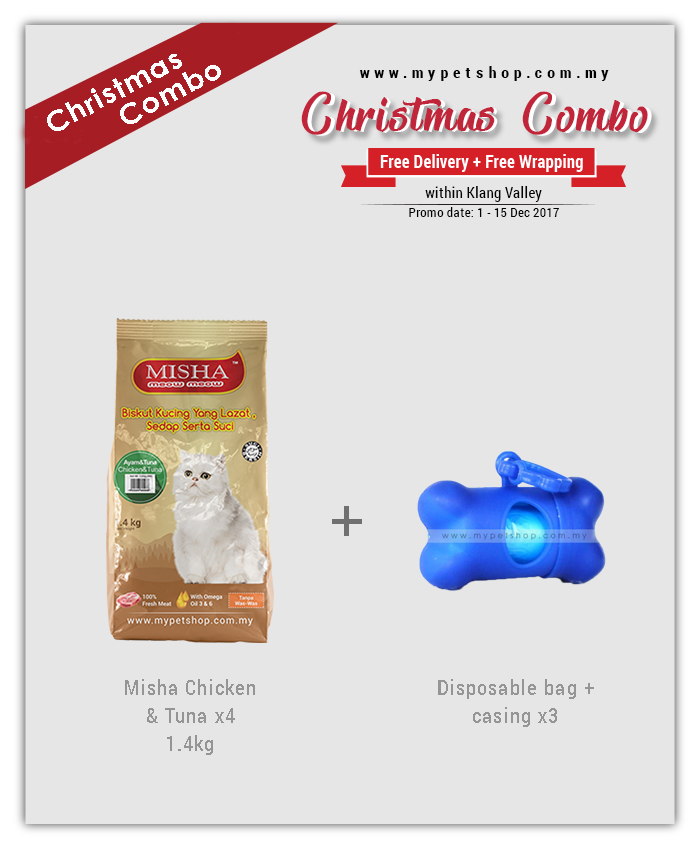 Christmas
Combo
www.mypetshop.com.my
Christmas Combo
Free Delivery + Free Wrapping
within Klang Valley
Promo date: 1 - 15 Dec 2017
MISHA™
meow meow
Biskut Kucing Yang Lazat,
Sedap Serta Suci
Ayam&Tuna
Chicken&Tuna
.4 kg
100%
Fresh Meat
With Omega
Oil 3 & 6
Tanpa
Was-Was
www.mypetshop.com.my
+
www.mypetshop.com.my
Misha Chicken
& Tuna x4
1.4kg
Disposable bag +
casing x3